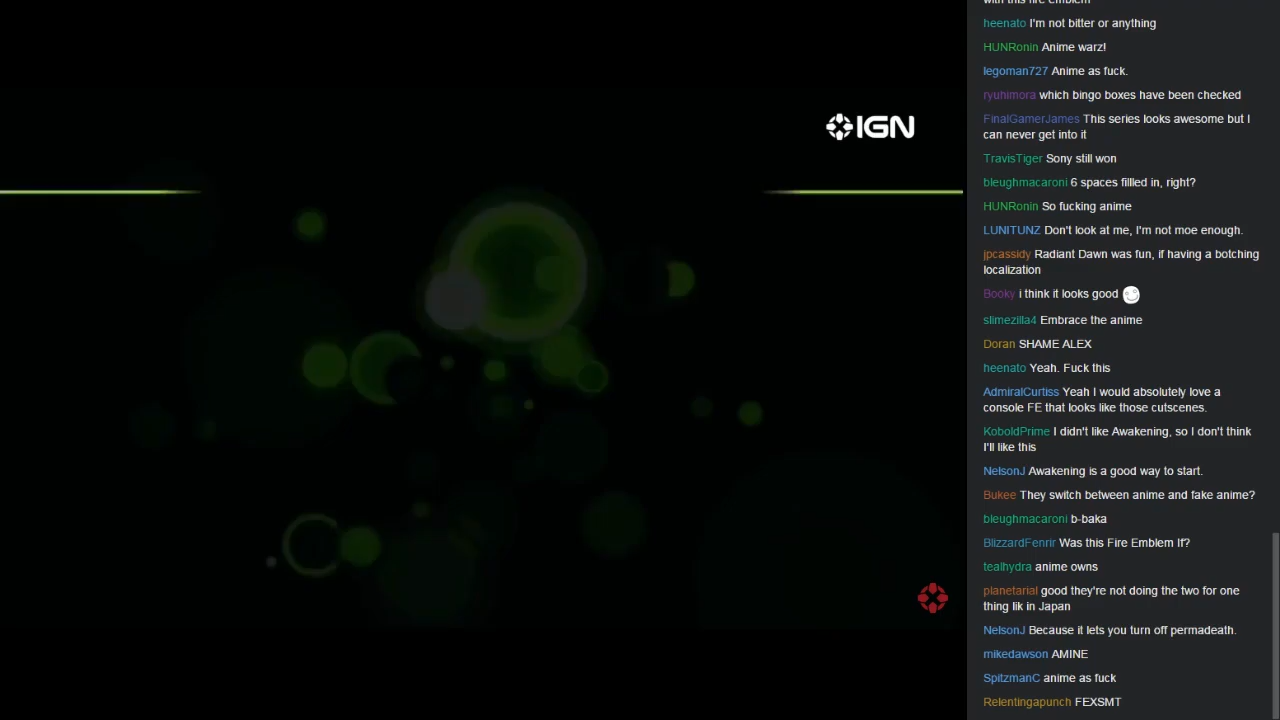 IGN
with this fire emblem
heenato I'm not bitter or anything
HUNRonin Anime warz!
legoman727 Anime as fuck.
ryuhimora which bingo boxes have been checked
FinalGamerJames This series looks awesome but I
can never get into it
TravisTiger Sony still won
bleughmacaroni 6 spaces fillled in, right?
HUNRonin So fucking anime
LUNITUNZ Don't look at me, I'm not moe enough.
jpcassidy Radiant Dawn was fun, if having a botching
localization
Booky i think it looks good
slimezilla4 Embrace the anime
Doran SHAME ALEX
heenato Yeah. Fuck this
AdmiralCurtiss Yeah I would absolutely love a
console FE that looks like those cutscenes.
KoboldPrime I didn't like Awakening, so I don't think
I'll like this
NelsonJ Awakening is a good way to start.
Bukee They switch between anime and fake anime?
bleughmacaroni b-baka
BlizzardFenrir Was this Fire Emblem If?
tealhydra anime owns
planetarial good they're not doing the two for one
thing lik in Japan
NelsonJ Because it lets you turn off permadeath.
mikedawson AMINE
SpitzmanC anime as fuck
Relentingapunch FEXSMT